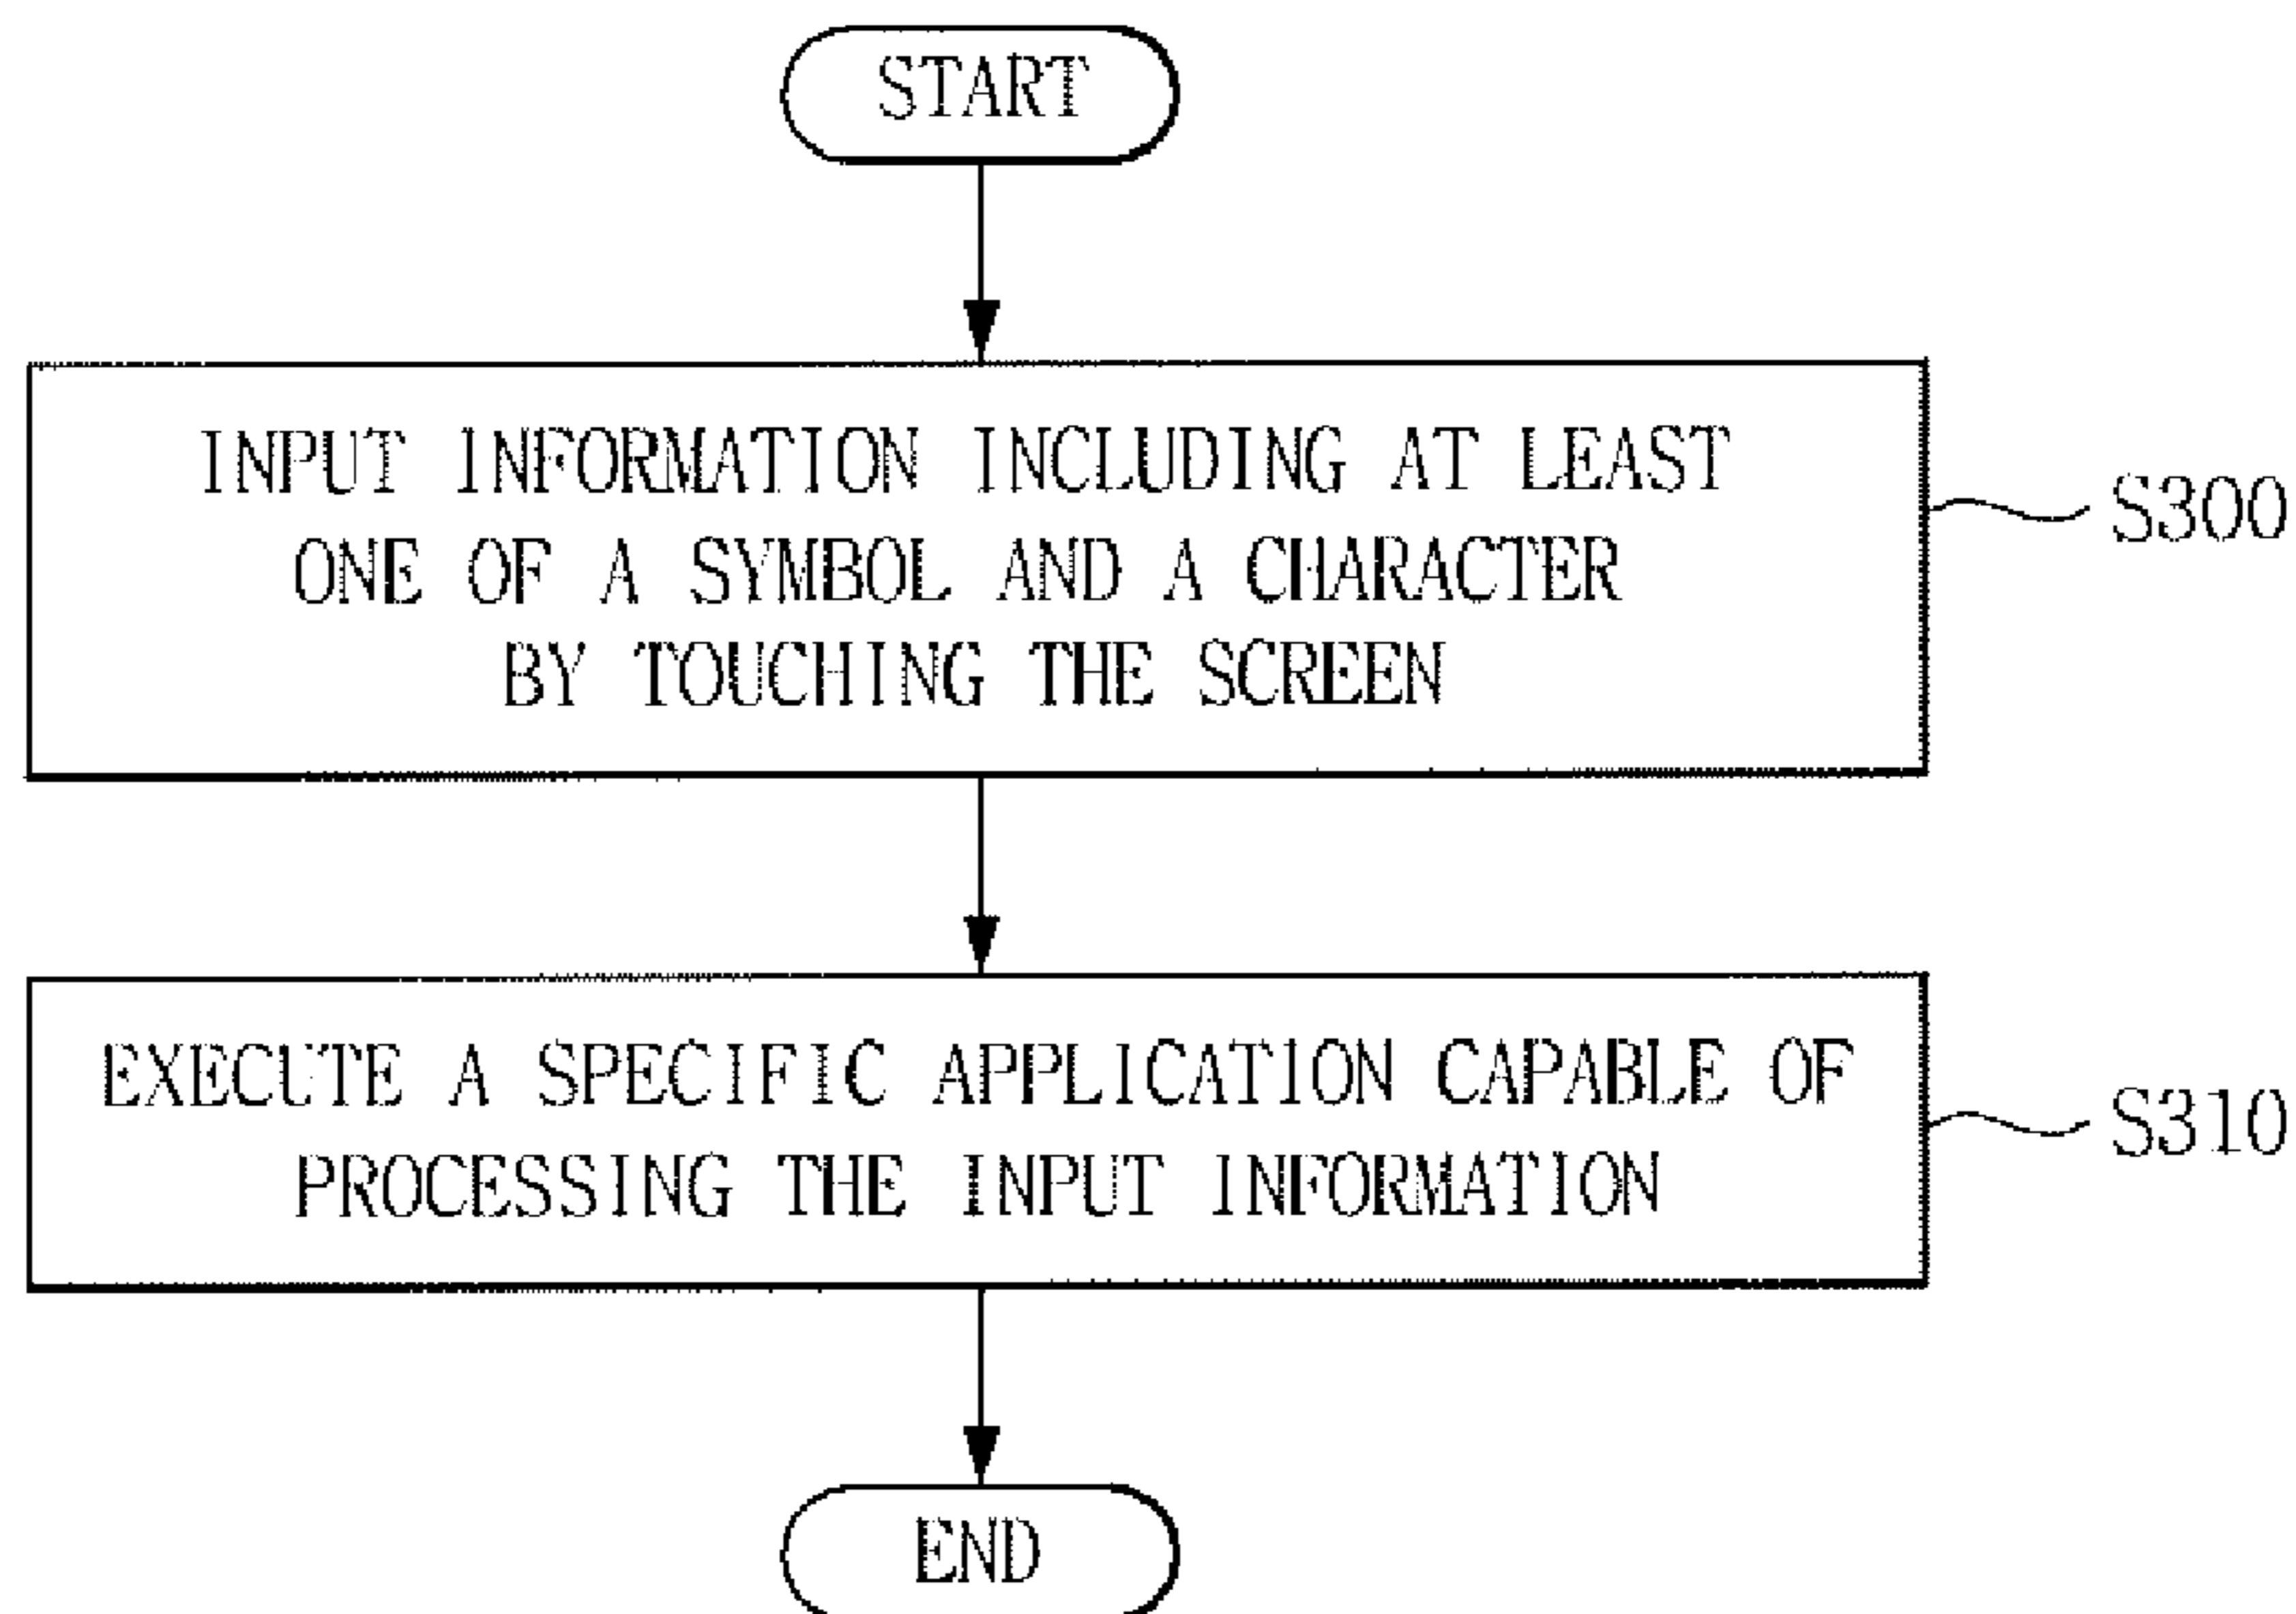 START
INPUT INFORMATION INCLUDING AT LEAST
ONE OF A SYMBOL AND A CHARACTER
BY TOUCHING THE SCREEN
S300
EXECUTE A SPECIFIC APPLICATION CAPABLE OF
PROCESSING THE INPUT INFORMATION
S310
END